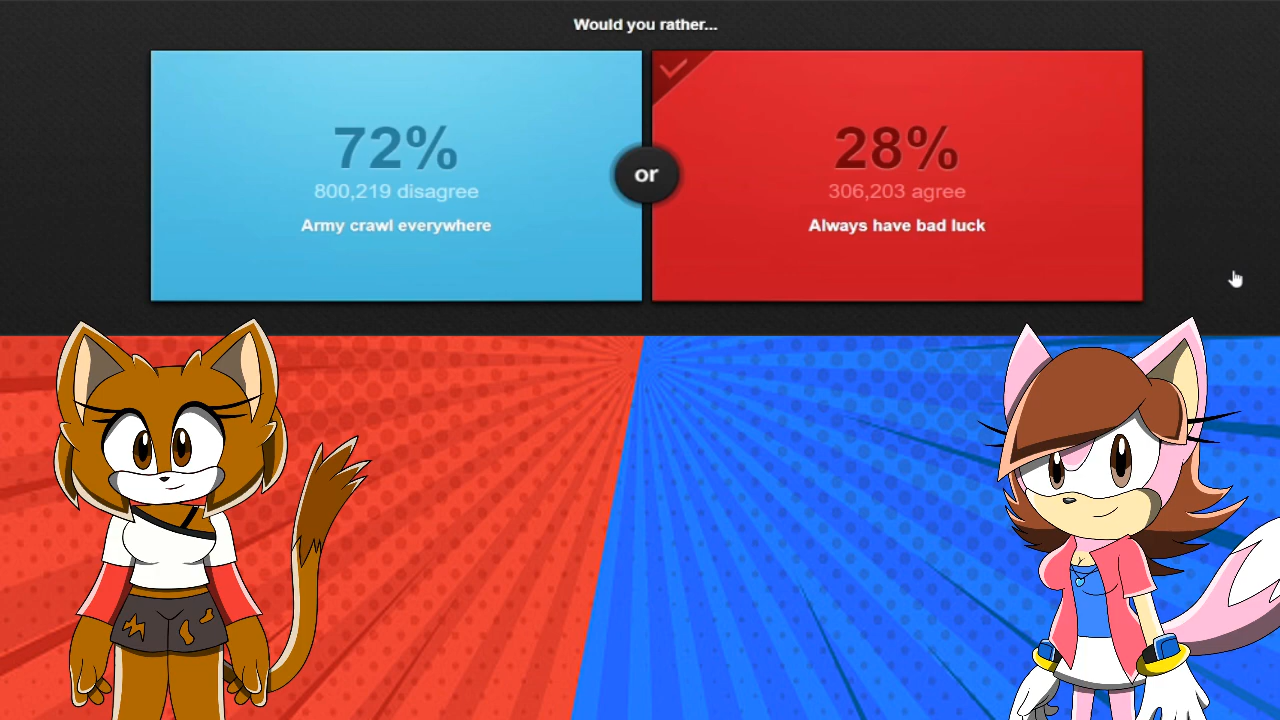 Would you rather...
72%
800,219 disagree
Army crawl everywhere
or
28%
306,203 agree
Always have bad luck